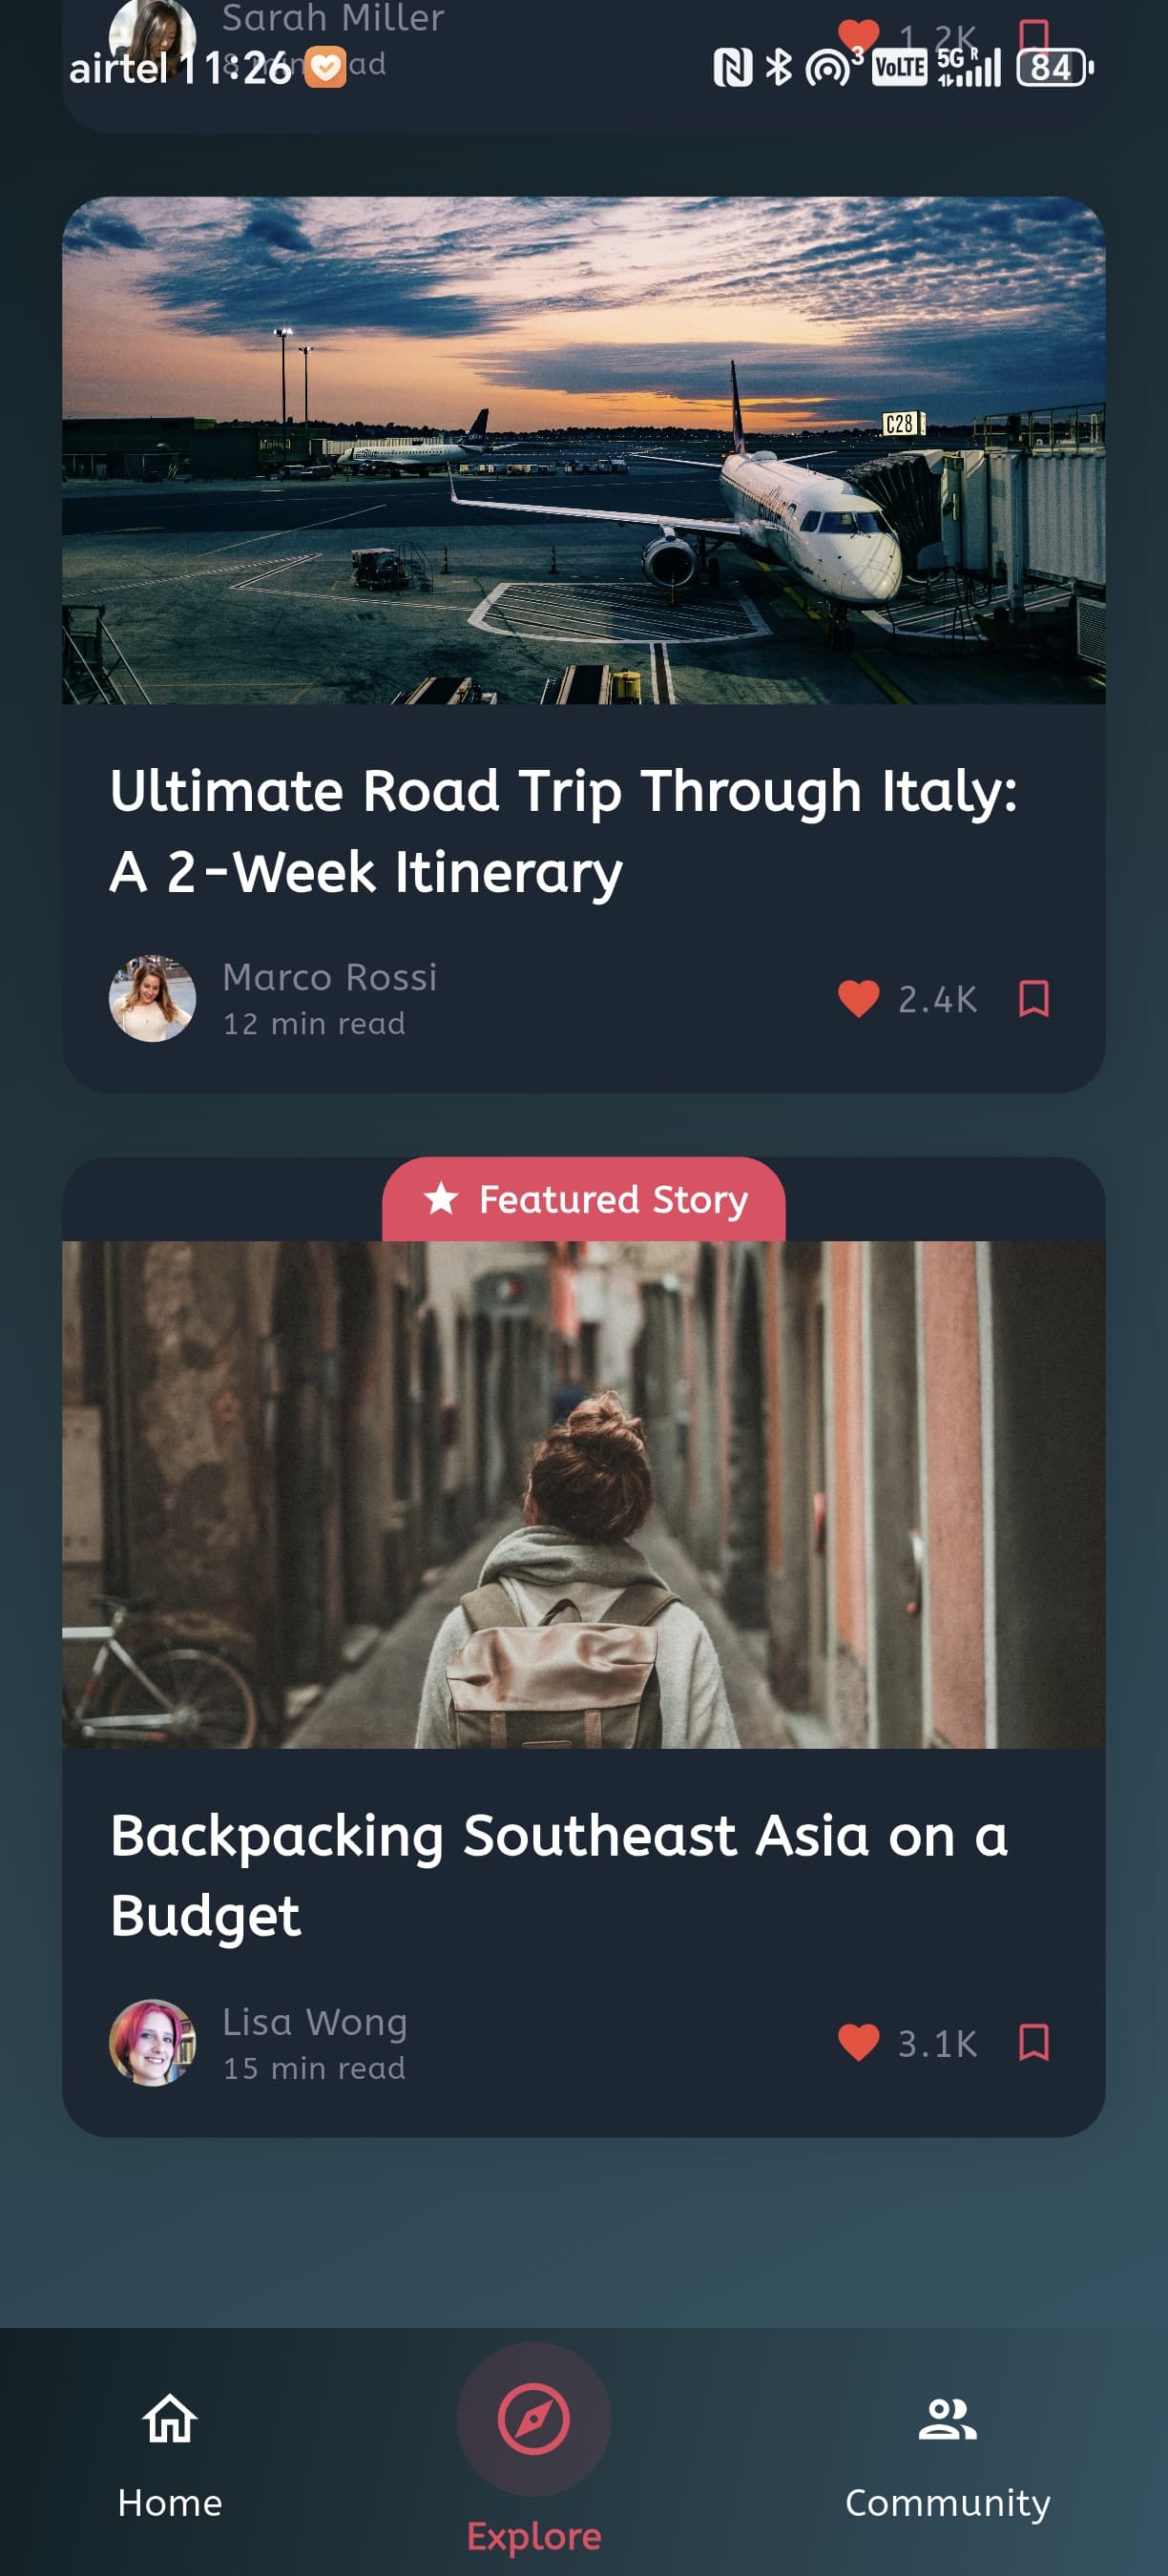 Sarah Miller
1.2K
airtel 11:26
3
VoLTE
5G R
84
C28
Ultimate Road Trip Through Italy:
A 2-Week Itinerary
Marco Rossi
12 min read
2.4K
Featured Story
Backpacking Southeast Asia on a
Budget
Lisa Wong
15 min read
3.1K
Home
Explore
Community